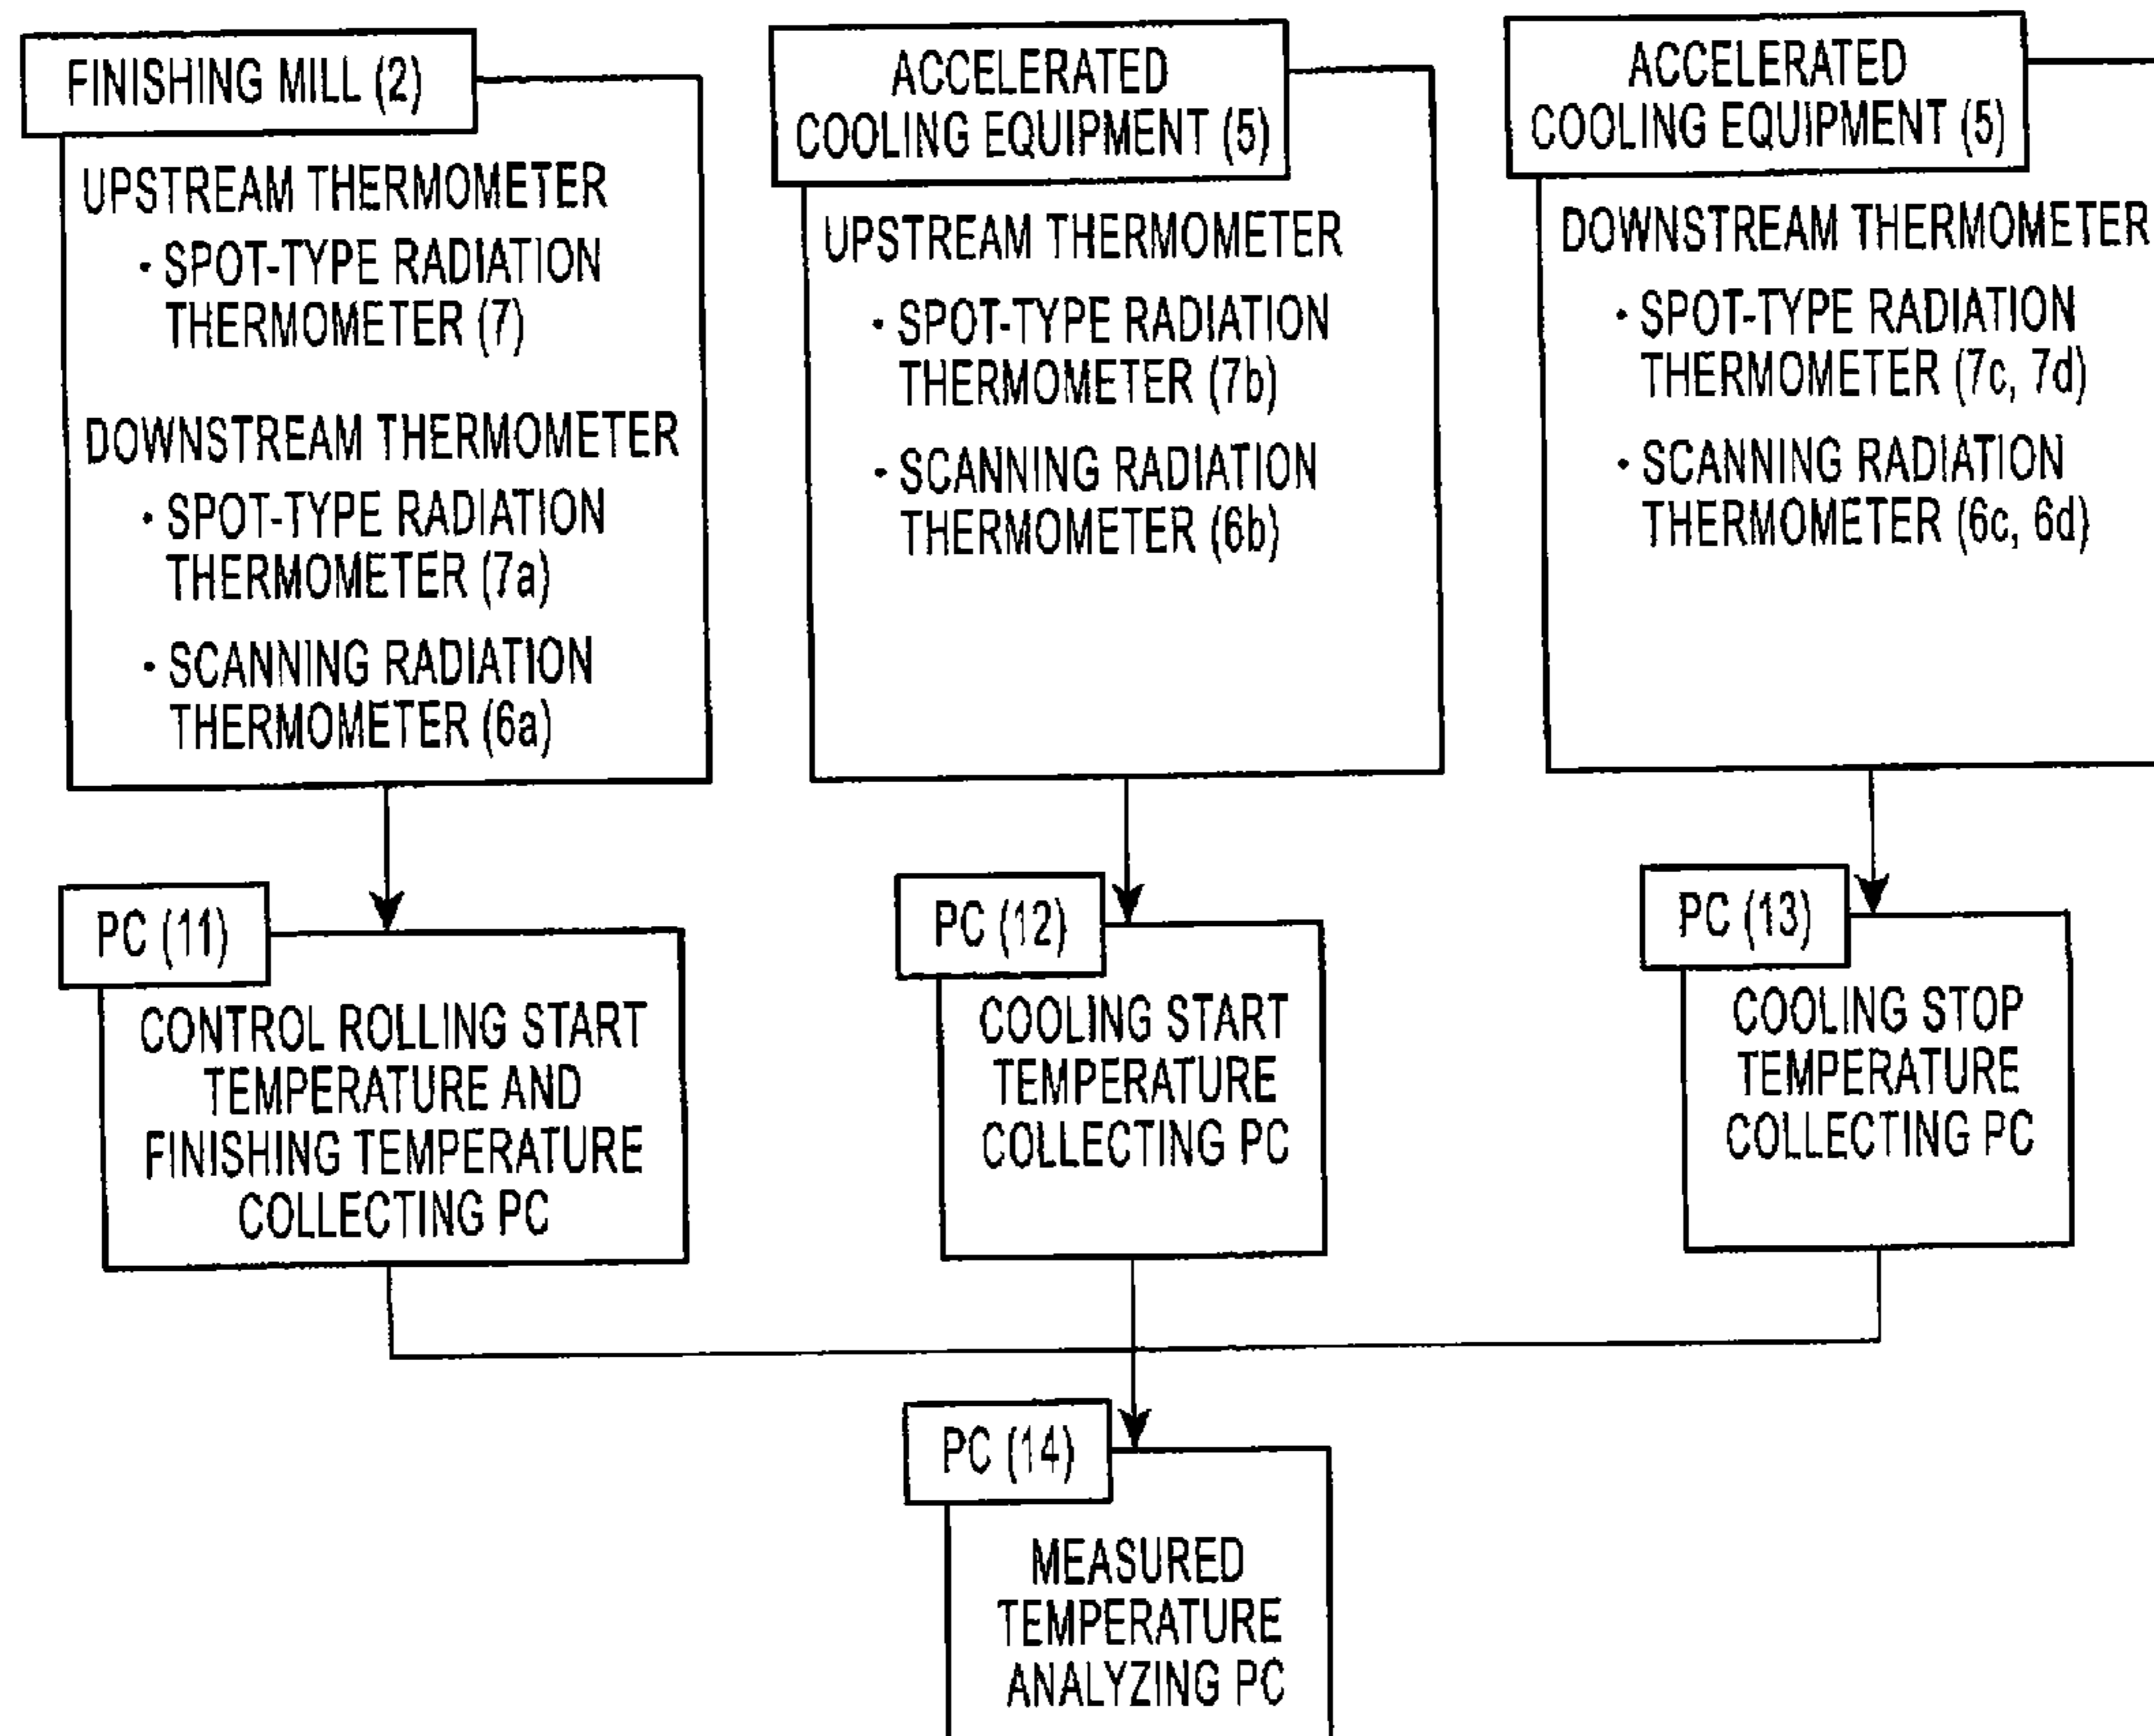 FINISHING MILL (2)
UPSTREAM THERMOMETER
· SPOT-TYPE RADIATION
THERMOMETER (7)
DOWNSTREAM THERMOMETER
· SPOT-TYPE RADIATION
THERMOMETER (7a)
· SCANNING RADIATION
THERMOMETER (6a)
ACCELERATED
COOLING EQUIPMENT (5)
UPSTREAM THERMOMETER
· SPOT-TYPE RADIATION
THERMOMETER (7b)
· SCANNING RADIATION
THERMOMETER (6b)
ACCELERATED
COOLING EQUIPMENT (5)
DOWNSTREAM THERMOMETER
· SPOT-TYPE RADIATION
THERMOMETER (7c, 7d)
· SCANNING RADIATION
THERMOMETER (6c, 6d)
PC (11)
CONTROL ROLLING START
TEMPERATURE AND
FINISHING TEMPERATURE
COLLECTING PC
PC (12)
COOLING START
TEMPERATURE
COLLECTING PC
PC (13)
COOLING STOP
TEMPERATURE
COLLECTING PC
PC (14)
MEASURED
TEMPERATURE
ANALYZING PC